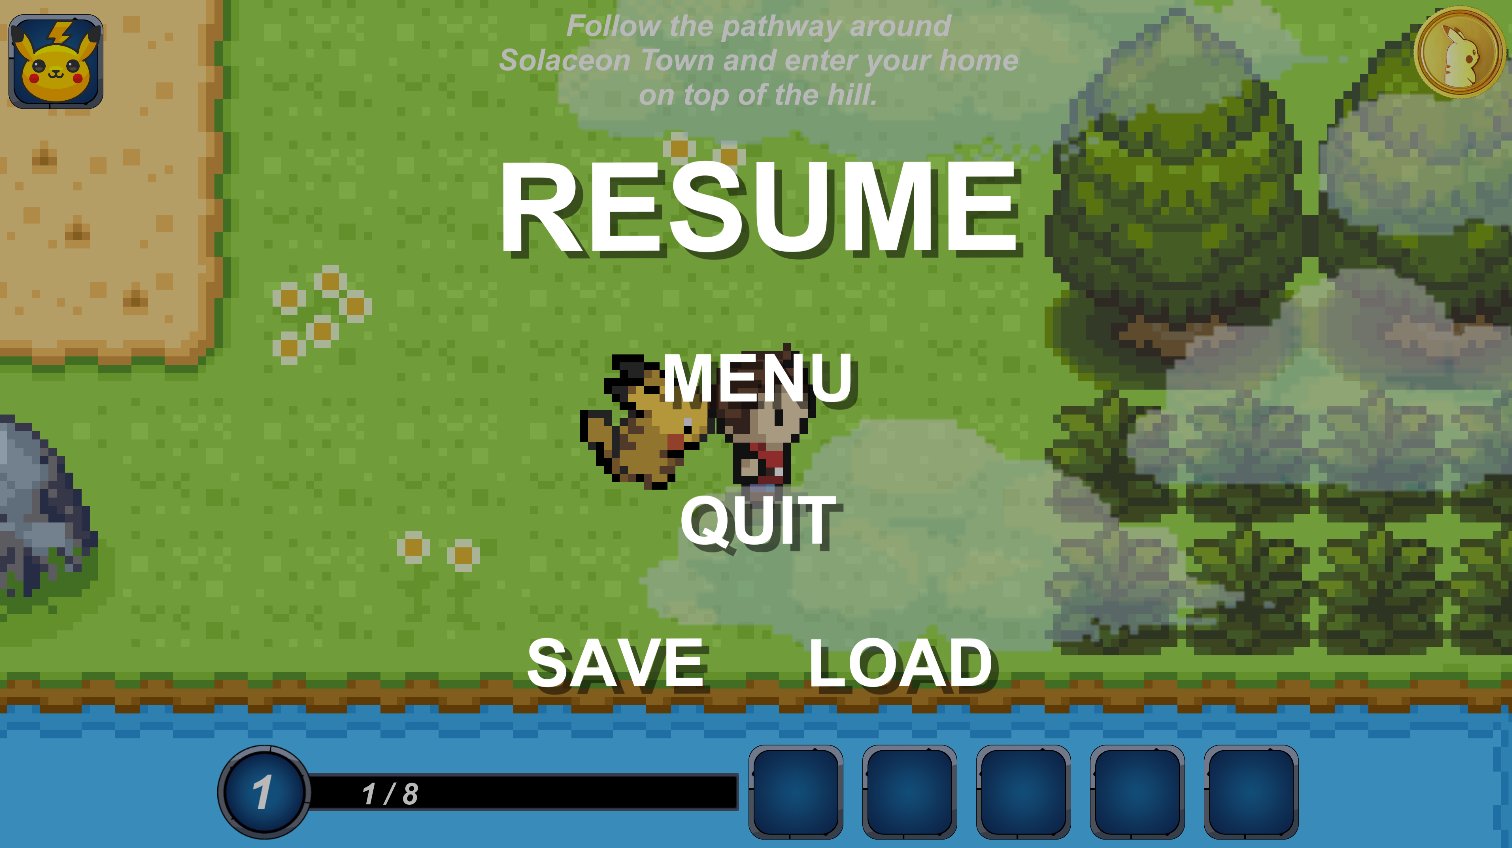 Follow the pathway around
Solaceon Town and enter your home
on top of the hill.
RESUME
MENU
QUIT
SAVE LOAD
1 1 / 8